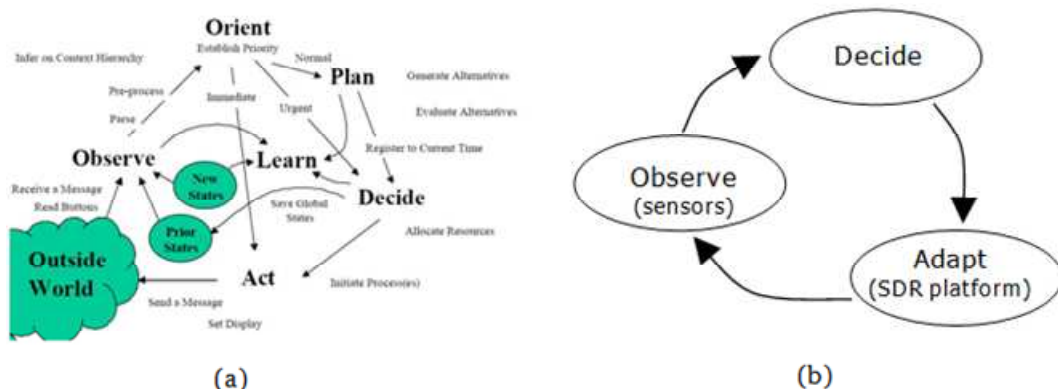 Orient
Establish Priority
Infer on Context Hierarchy
Normal
Plan
Generate Alternatives
Pre-process
Immediate
Urgent
Evaluate Alternatives
Parse
Observe
Learn
Register to Current Time
New
States
Receive a Message
Read Buttons
Decide
Save Global
States
Prior
States
Allocate Resources
Outside
World
Act
Initiate Process(es)
Send a Message
Set Display
(a)
Decide
Observe
(sensors)
Adapt
(SDR platform)
(b)